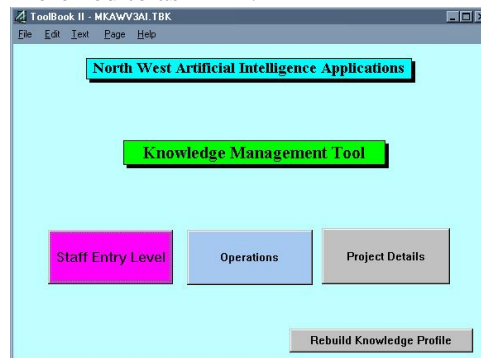 ToolBook II - MKAWV3AI.TBK
File Edit Text Page Help
North West Artificial Intelligence Applications
Knowledge Management Tool
Staff Entry Level
Operations
Project Details
Rebuild Knowledge Profile